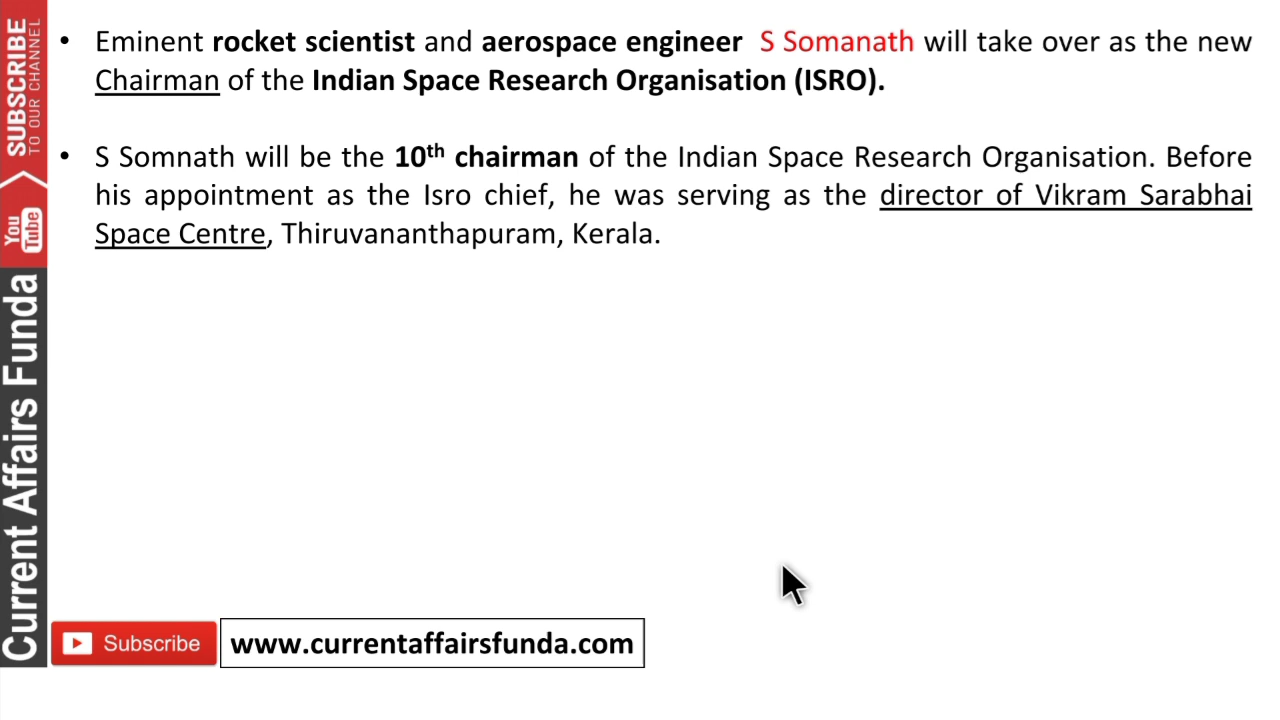 • Eminent rocket scientist and aerospace engineer S Somanath will take over as the new
Chairman of the Indian Space Research Organisation (ISRO).
• S Somnath will be the 10th chairman of the Indian Space Research Organisation. Before
his appointment as the Isro chief, he was serving as the director of Vikram Sarabhai
Space Centre, Thiruvananthapuram, Kerala.
SUBSCRIBE
TO OUR CHANNEL
You
Tube
Current Affairs Funda
Subscribe
www.currentaffairsfunda.com